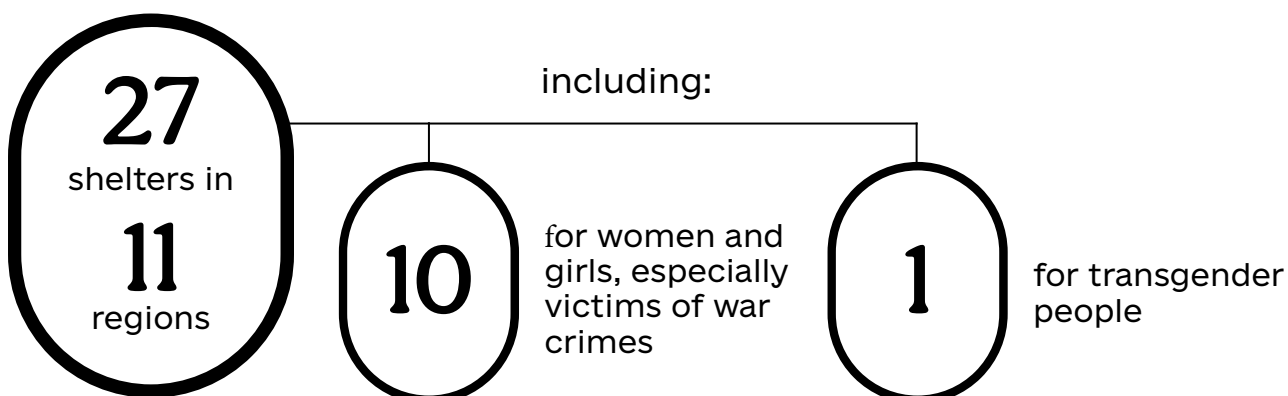 27
shelters in
11
regions
including:
10
for women and
girls, especially
victims of war
crimes
1
for transgender
people